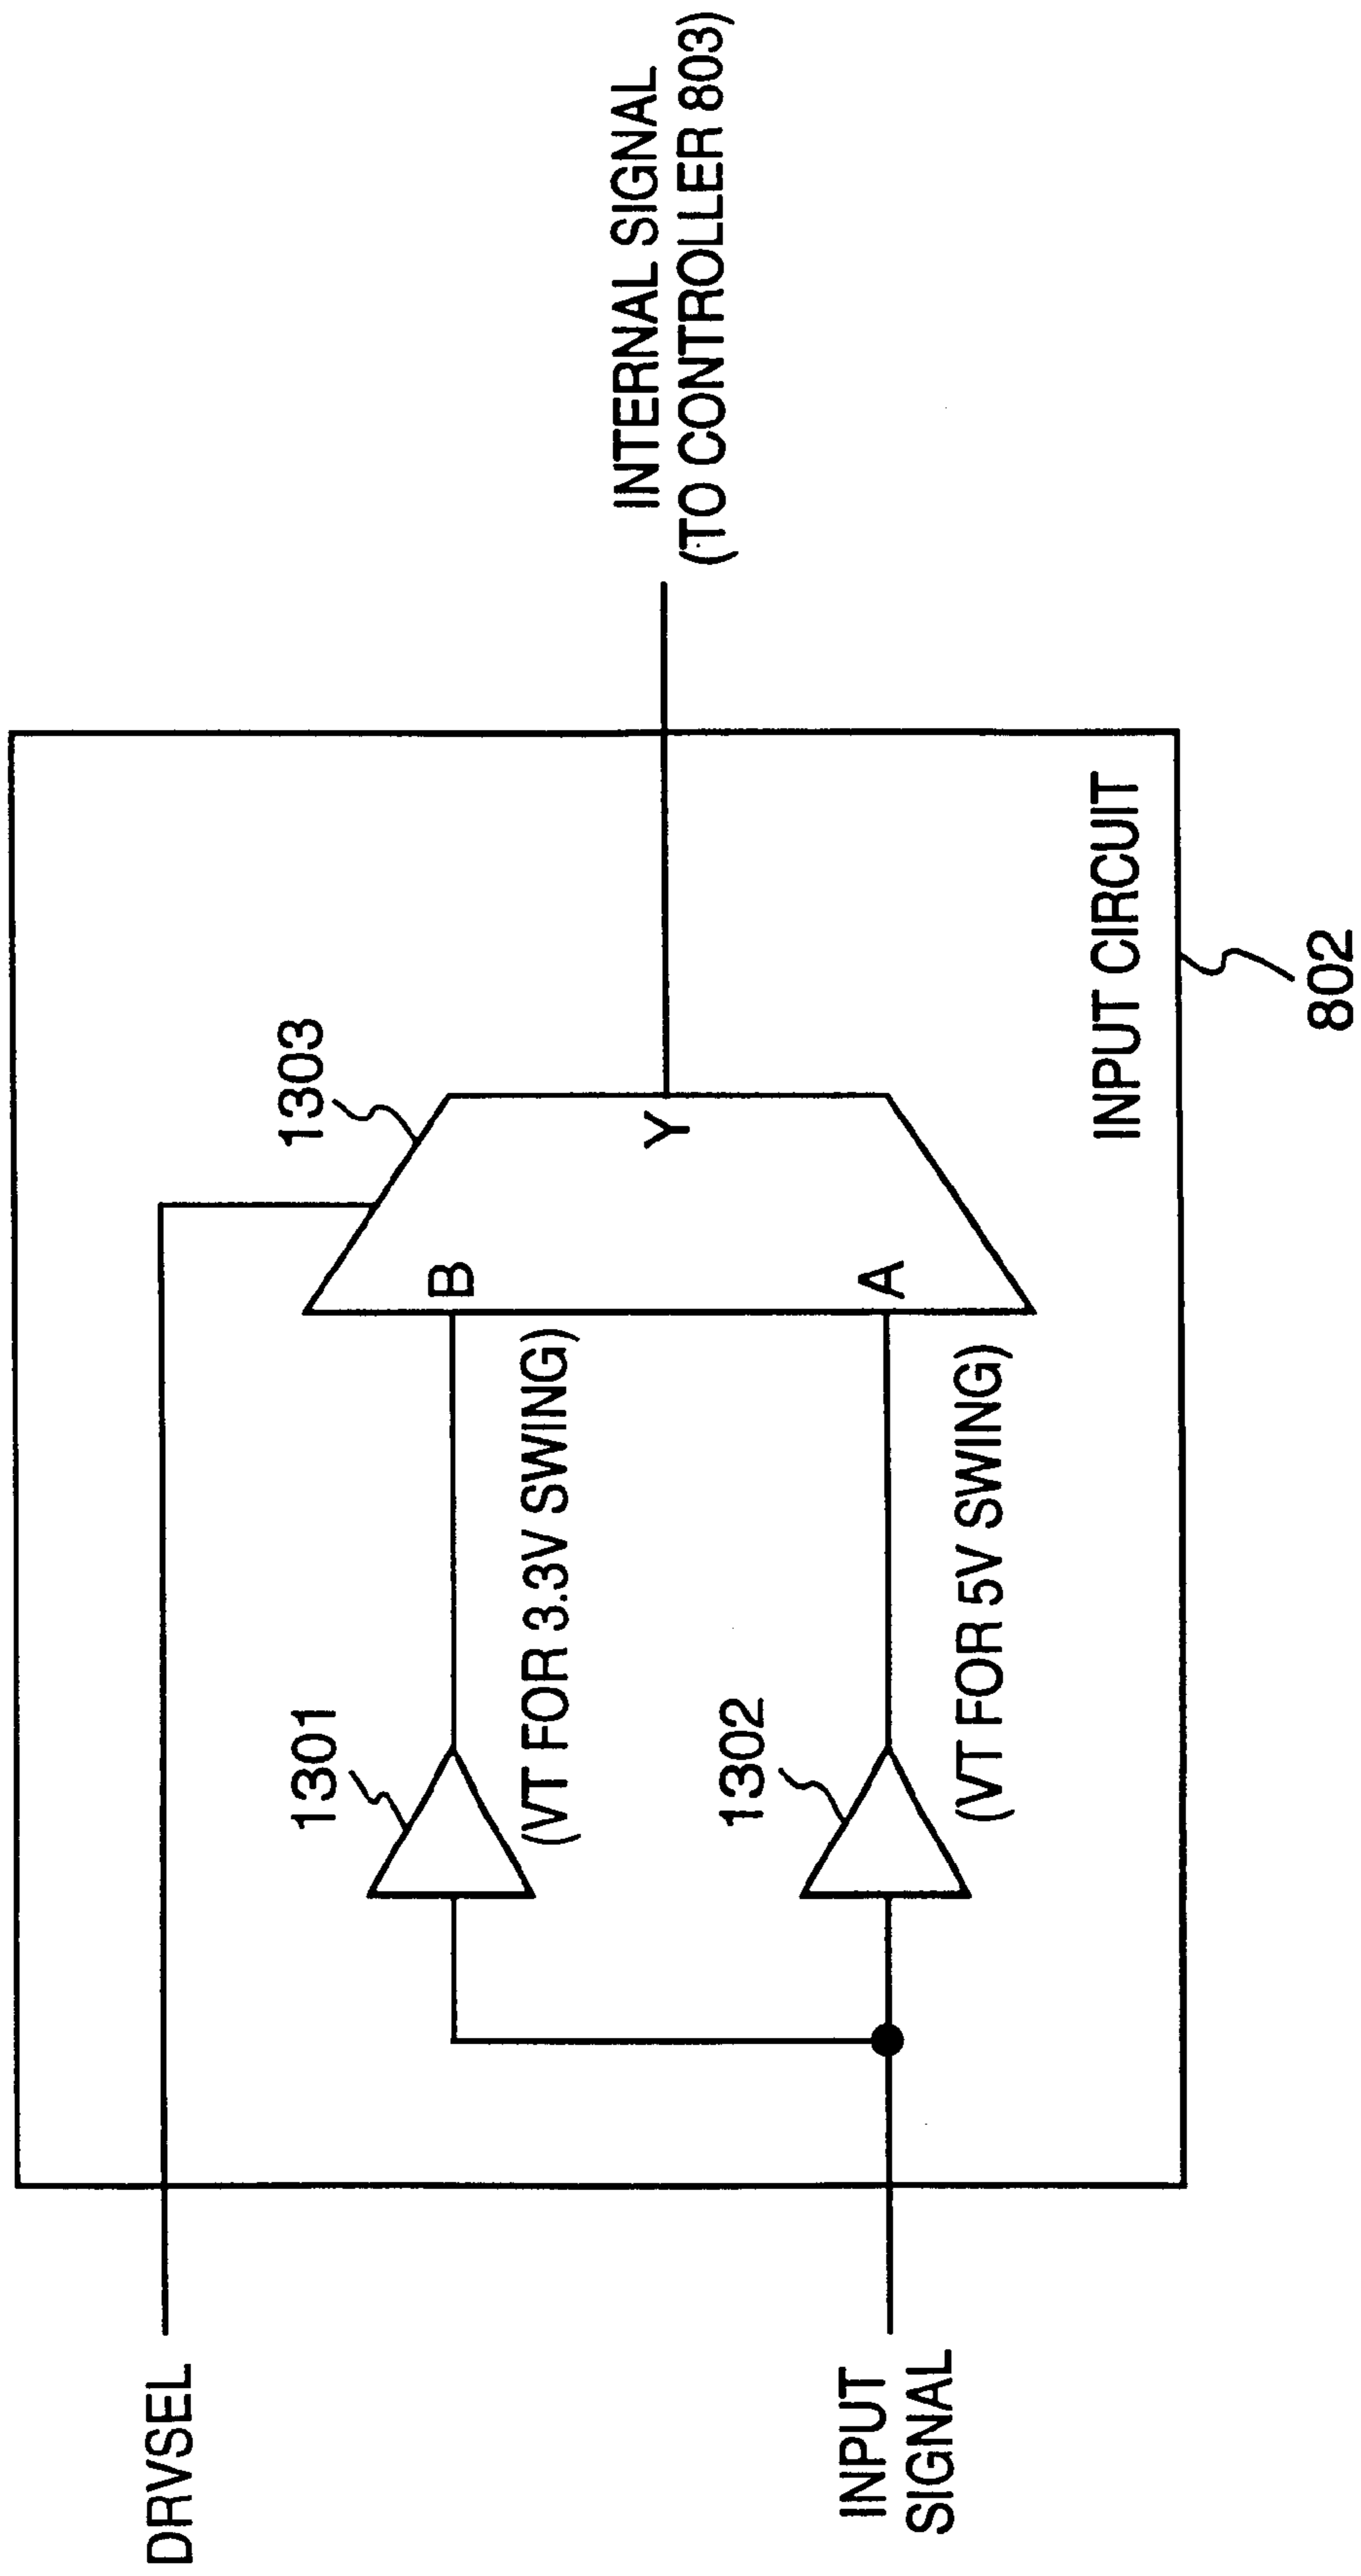 DRVSEL
1303
INTERNAL SIGNAL
(TO CONTROLLER 803)
1301
B
(VT FOR 3.3V SWING)
Y
1302
A
(VT FOR 5V SWING)
INPUT
SIGNAL
INPUT CIRCUIT
802